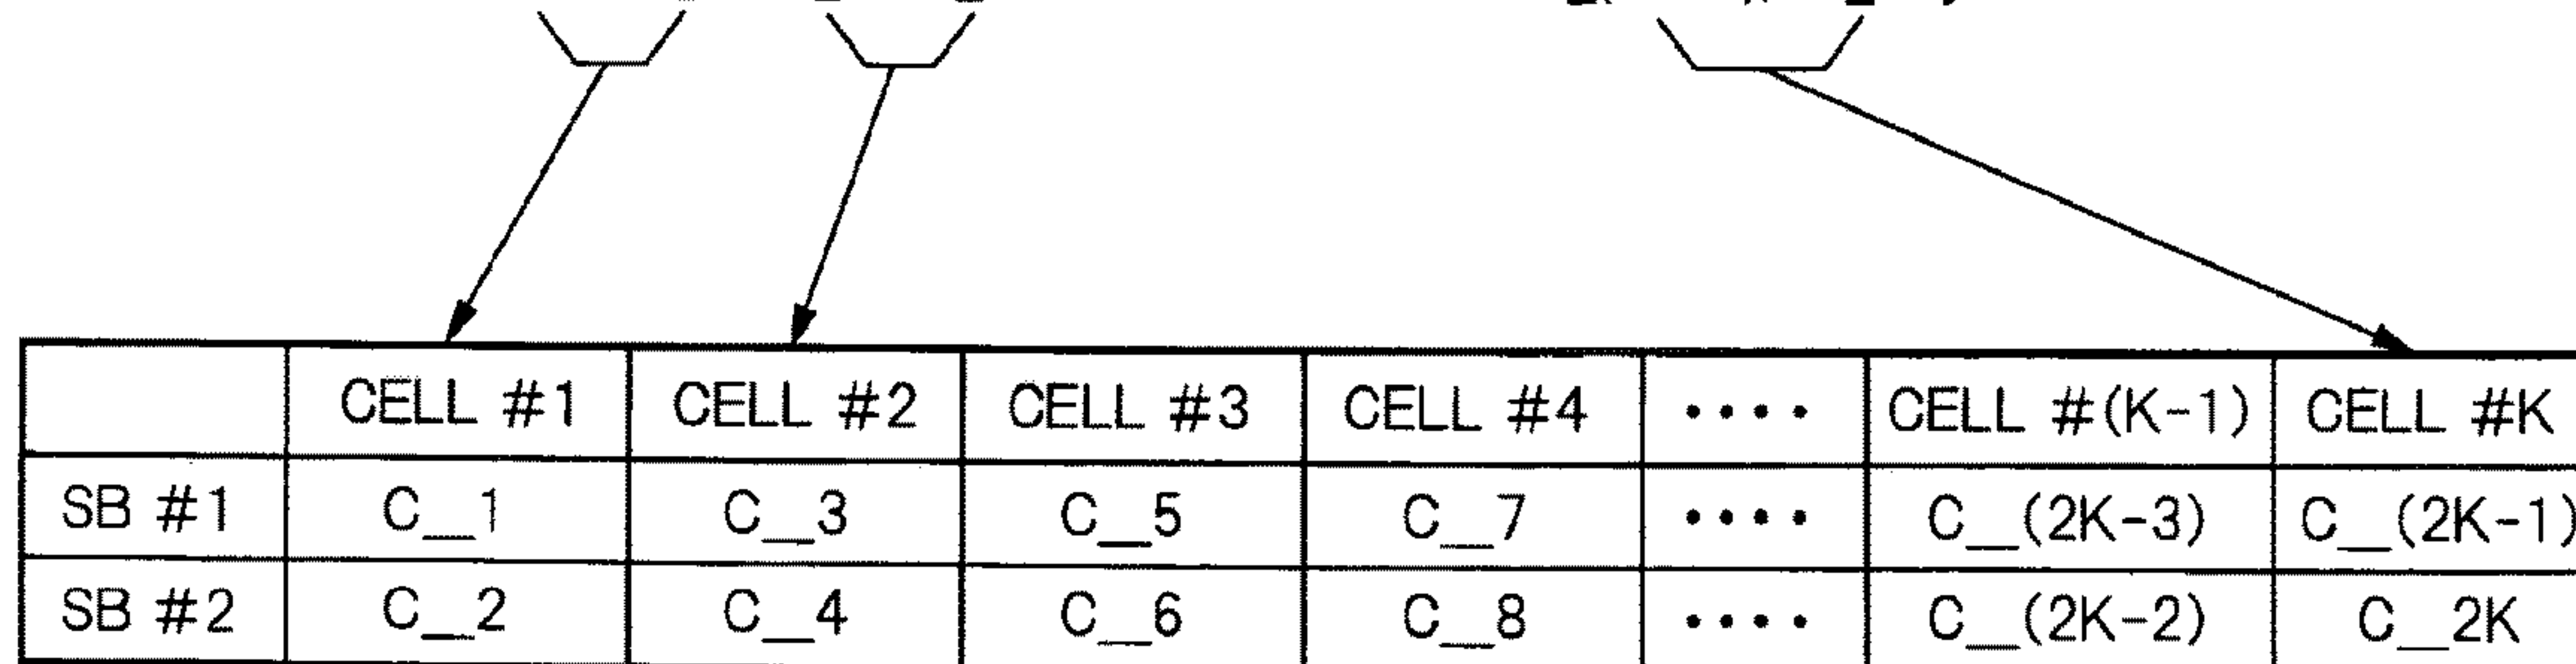 CELL #1 CELL #2 CELL #3 CELL #4 •••• CELL #(K-1) CELL #K
SB #1 C_1 C_3 C_5 C_7 •••• C_(2K-3) C_(2K-1)
SB #2 C_2 C_4 C_6 C_8 •••• C_(2K-2) C_2K